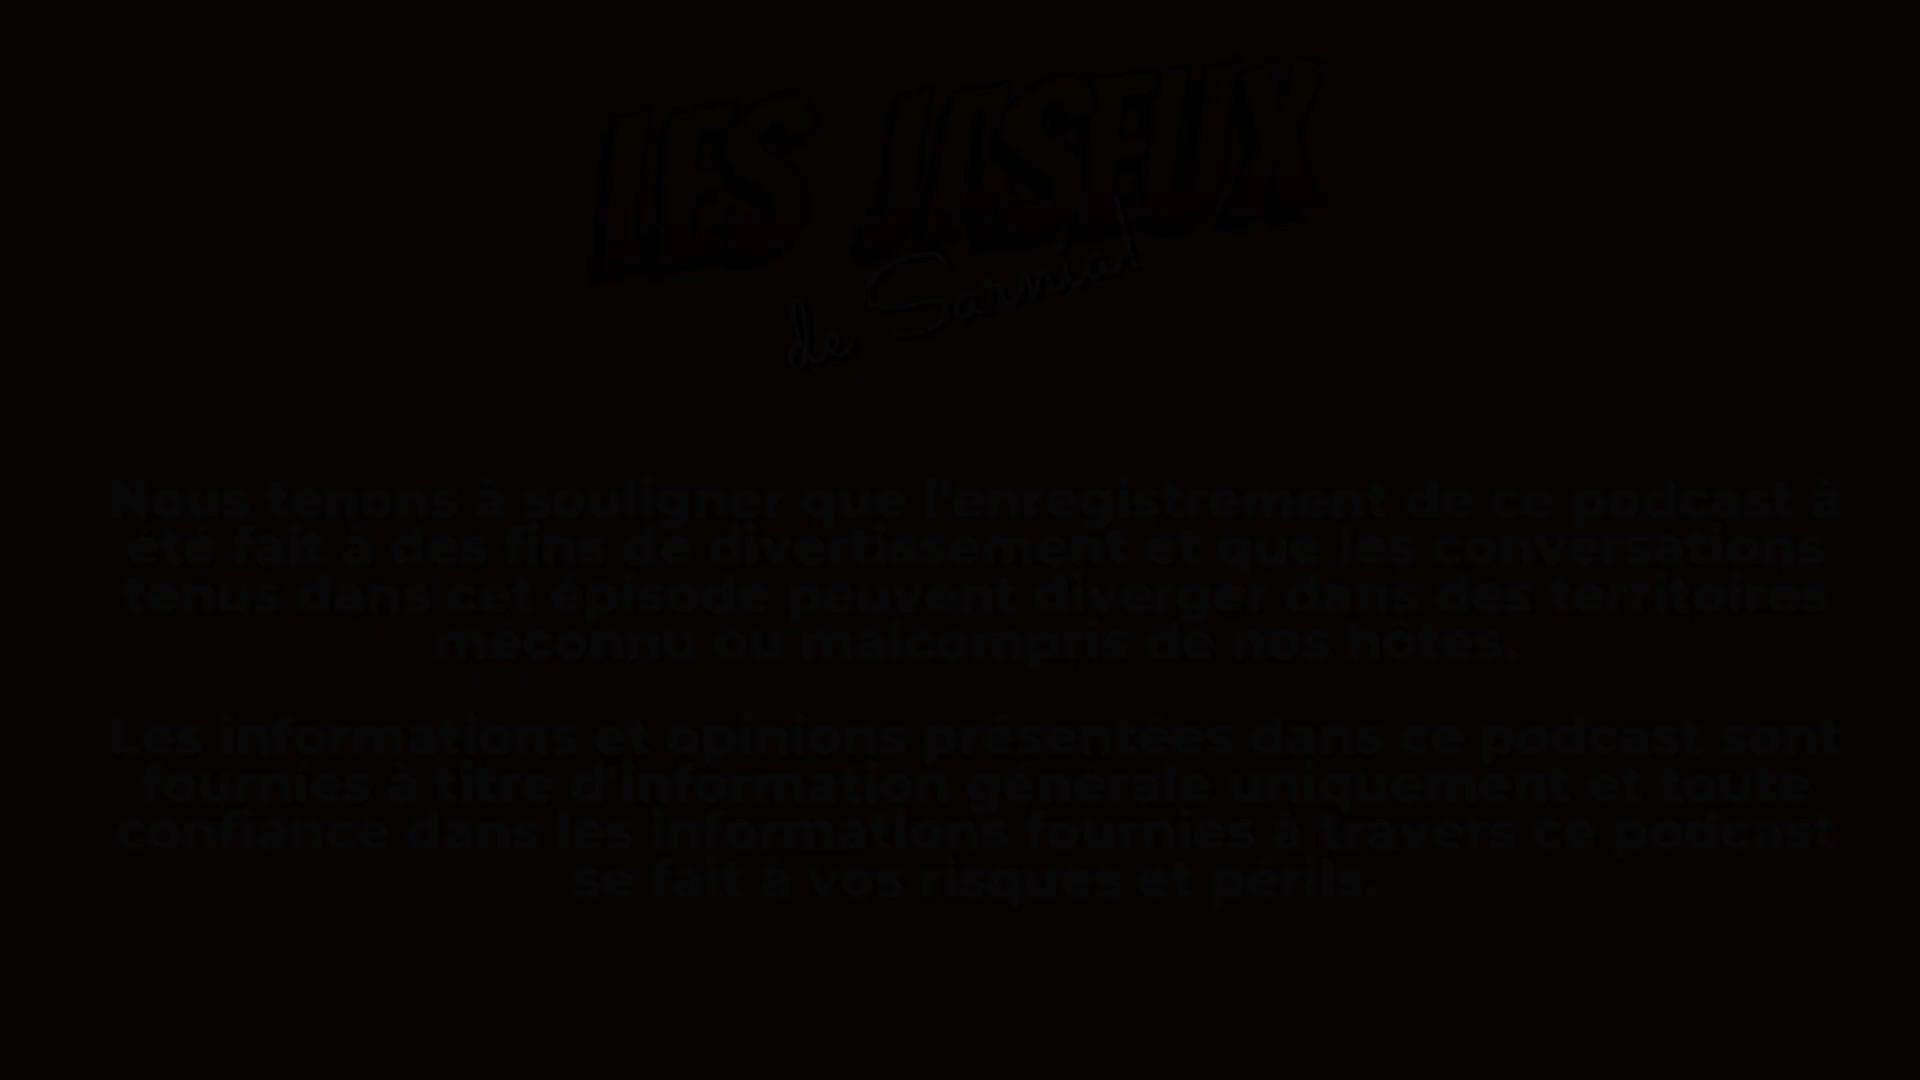 LES JASEUX
de Sarnia!
Nous tenons à souligner que l'enregistrement de ce podcast à
été fait à des fins de divertissement et que les conversations
tenus dans cet épisode peuvent diverger dans des territoires
méconnu ou malcompris de nos hôtes.
Les informations et opinions présentées dans ce podcast sont
fournies à titre d'information générale uniquement et toute
confiance dans les informations fournies à travers ce podcast
se fait à vos risques et périls.